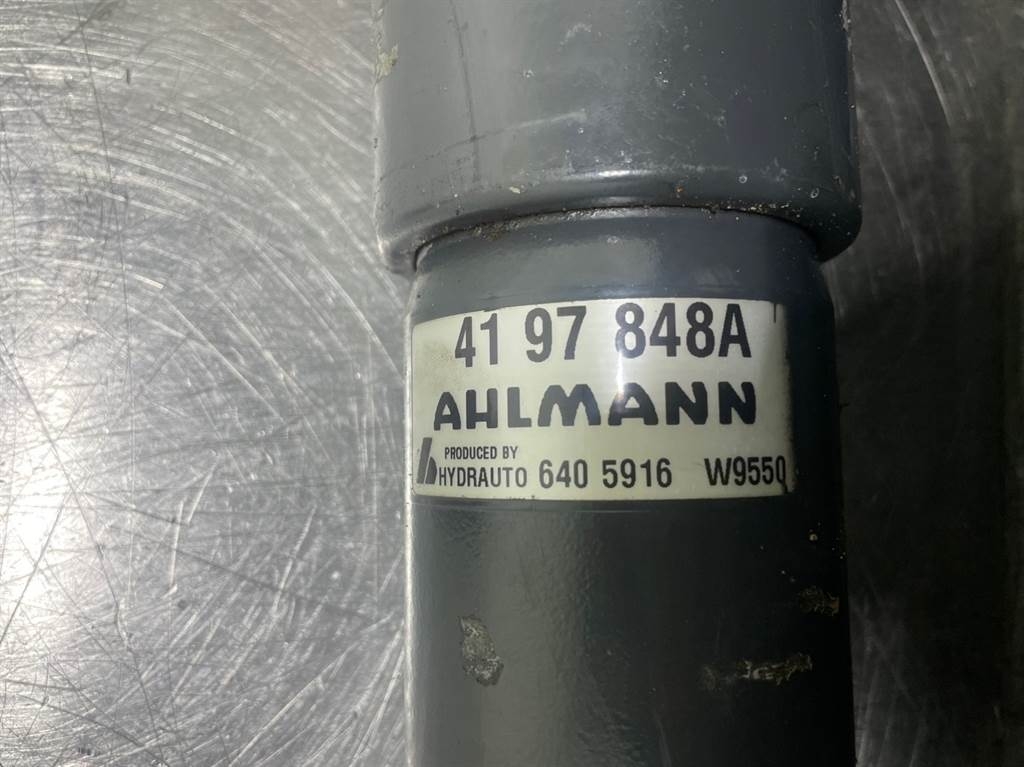 41 97 848A
AHLMANN
PRODUCED BY
HYDRAUTO 640 5916 W9550